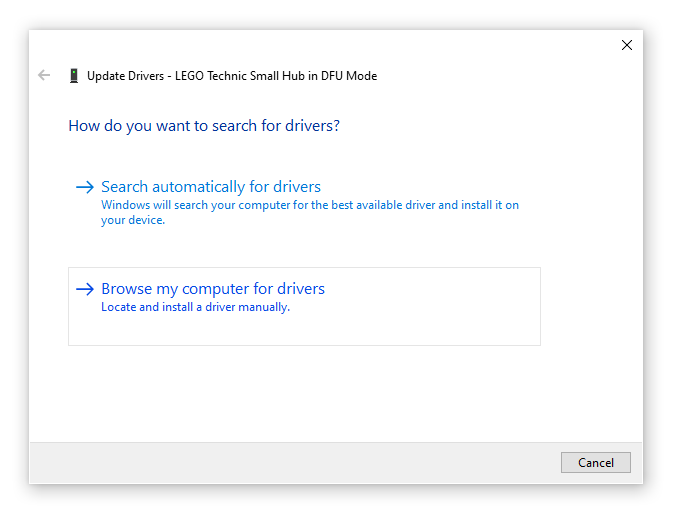 Update Drivers - LEGO Technic Small Hub in DFU Mode
How do you want to search for drivers?
Search automatically for drivers
Windows will search your computer for the best available driver and install it on
your device.
Browse my computer for drivers
Locate and install a driver manually.
Cancel